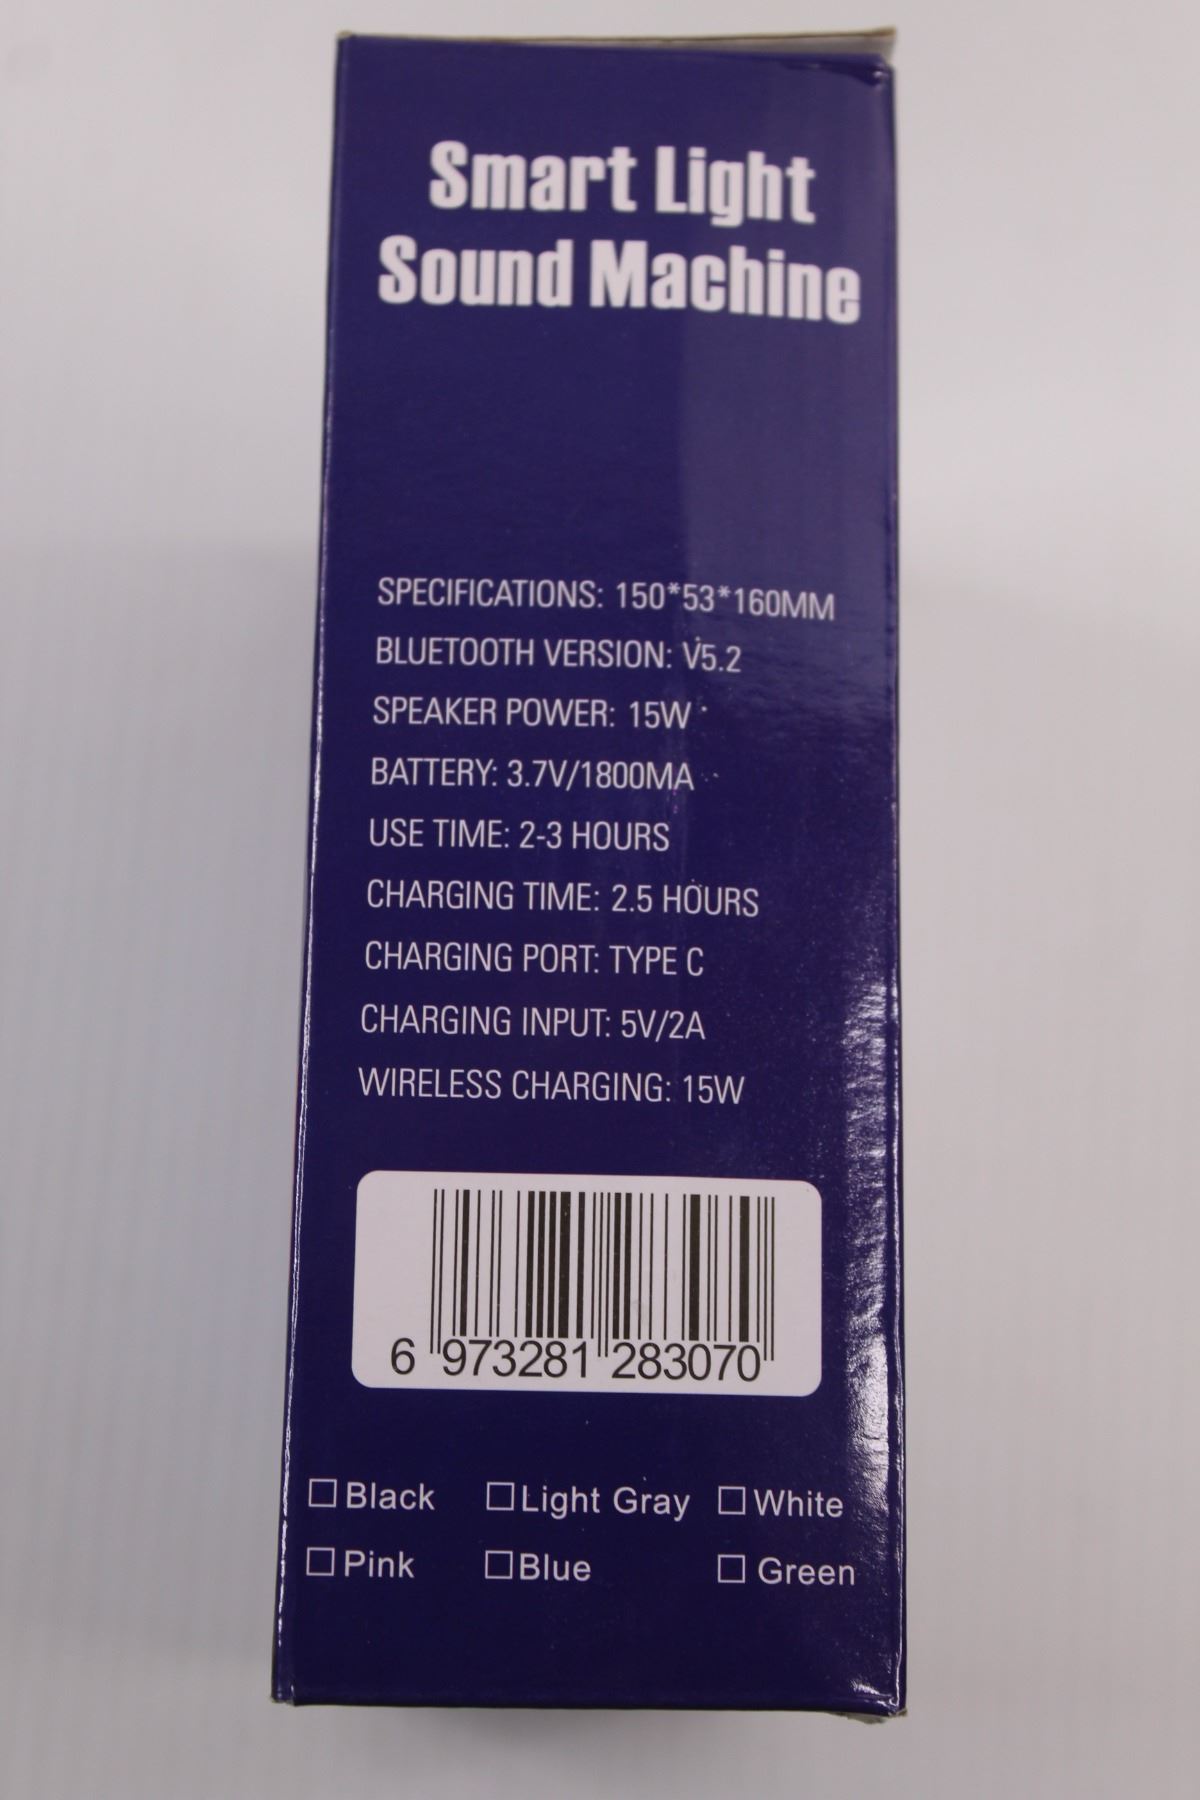 Smart Light
Sound Machine
SPECIFICATIONS: 150*53*160MM
BLUETOOTH VERSION: V5.2
SPEAKER POWER: 15W
BATTERY: 3.7V/1800MA
USE TIME: 2-3 HOURS
CHARGING TIME: 2.5 HOURS
CHARGING PORT: TYPE C
CHARGING INPUT: 5V/2A
WIRELESS CHARGING: 15W
6 973281 283070
Black Light Gray White
Pink Blue Green